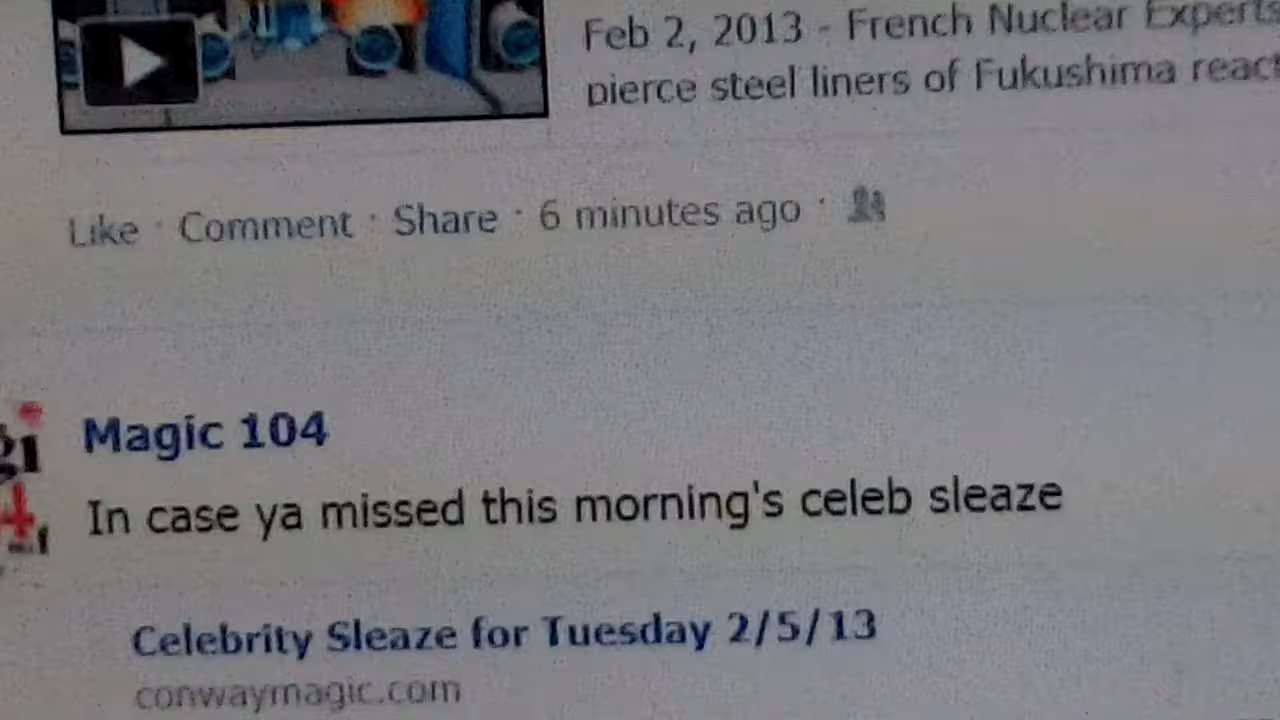 Feb 2, 2013 - French Nuclear Experts
pierce steel liners of Fukushima react
Like · Comment · Share · 6 minutes ago ·
Magic 104
In case ya missed this morning's celeb sleaze
Celebrity Sleaze for Tuesday 2/5/13
conwaymagic.com